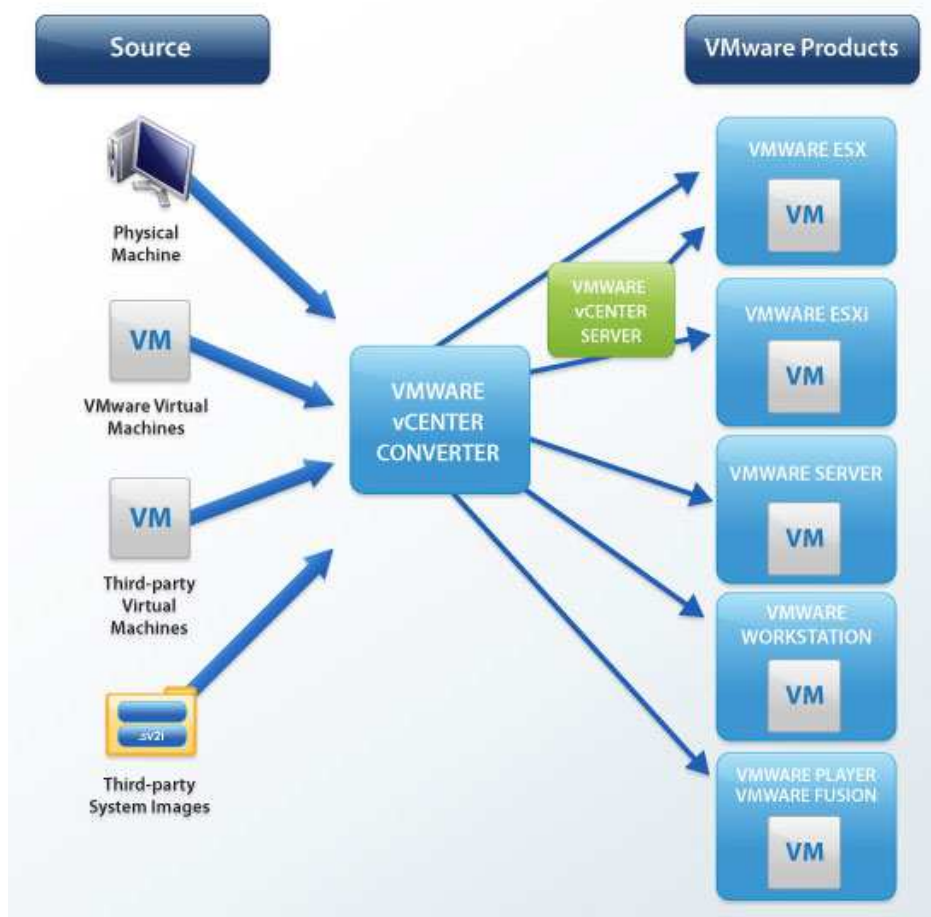 Source
VMware Products
Physical
Machine
VM
VMware Virtual
Machines
VM
Third-party
Virtual
Machines
.sv2i
Third-party
System Images
VMWARE
vCENTER
CONVERTER
VMWARE
vCENTER
SERVER
VMWARE ESX
VM
VMWARE ESXi
VM
VMWARE SERVER
VM
VMWARE
WORKSTATION
VM
VMWARE PLAYER
VMWARE FUSION
VM